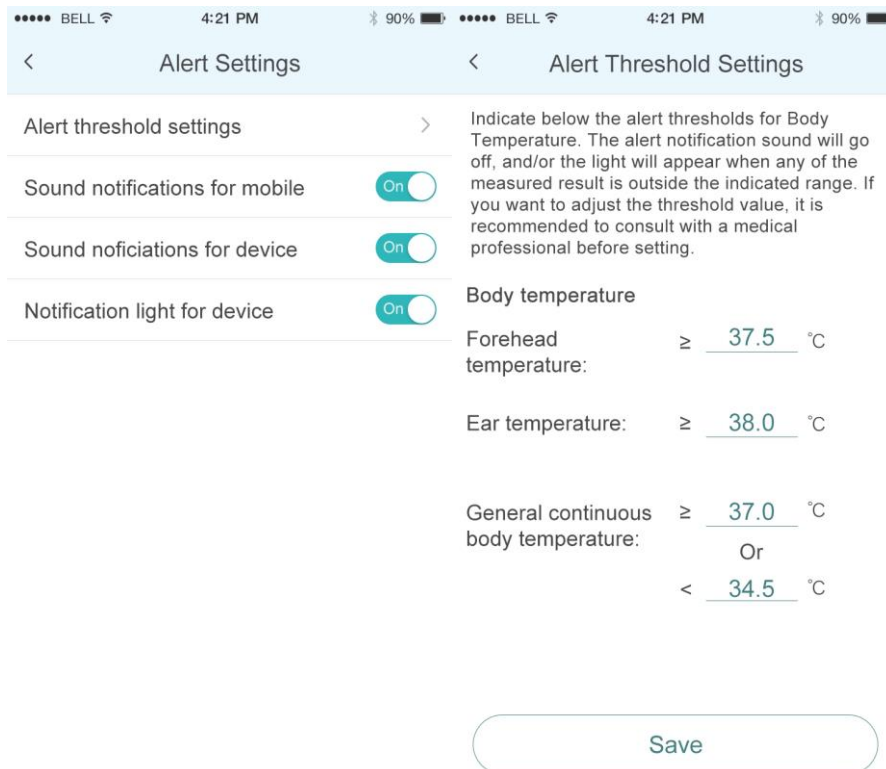 BELL 4:21 PM 90%
Alert Settings
Alert threshold settings
Sound notifications for mobile On
Sound noficiations for device On
Notification light for device On
BELL 4:21 PM 90%
Alert Threshold Settings
Indicate below the alert thresholds for Body
Temperature. The alert notification sound will go
off, and/or the light will appear when any of the
measured result is outside the indicated range. If
you want to adjust the threshold value, it is
recommended to consult with a medical
professional before setting.
Body temperature
Forehead ≥ 37.5 °C
temperature:
Ear temperature: ≥ 38.0 °C
General continuous ≥ 37.0 °C
body temperature: Or
< 34.5 °C
Save